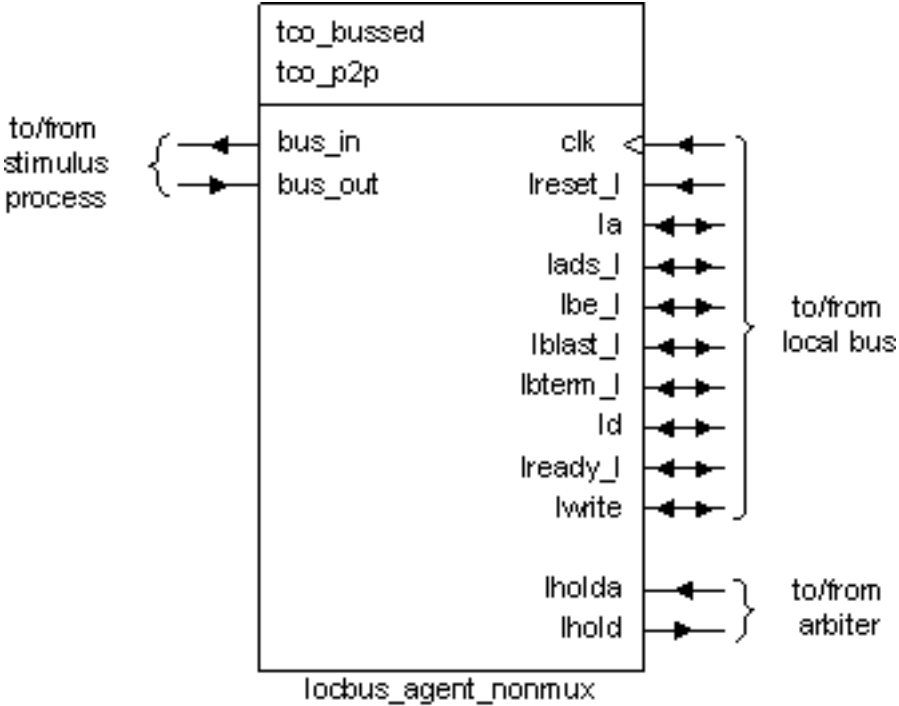 tco_bussed
tco_p2p
to/from
stimulus
process
bus_in
bus_out
clk
lreset_l
la
lads_l
lbe_l
lblast_l
lbterm_l
ld
lready_l
lwrite
to/from
local bus
lholda
lhold
to/from
arbiter
locbus_agent_nonmux